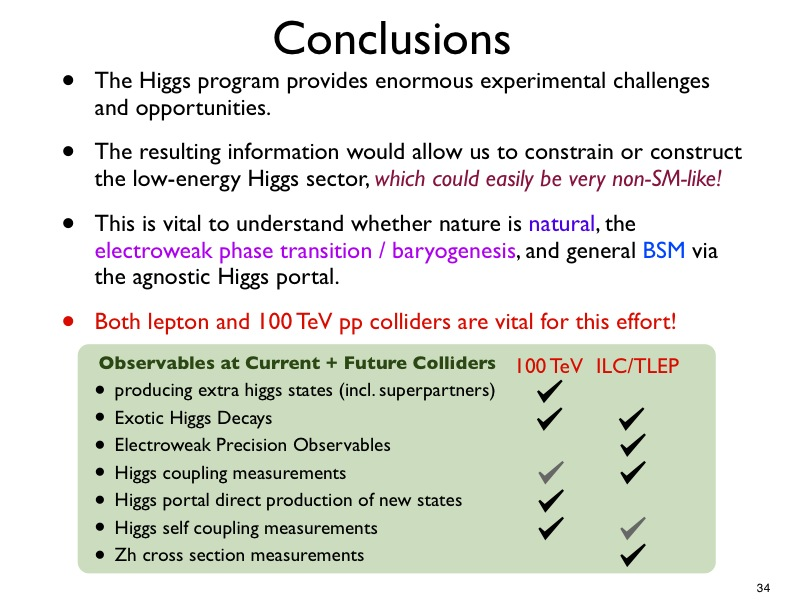 Conclusions
• The Higgs program provides enormous experimental challenges
and opportunities.
• The resulting information would allow us to constrain or construct
the low-energy Higgs sector, which could easily be very non-SM-like!
• This is vital to understand whether nature is natural, the
electroweak phase transition / baryogenesis, and general BSM via
the agnostic Higgs portal.
• Both lepton and 100 TeV pp colliders are vital for this effort!
Observables at Current + Future Colliders 100 TeV ILC/TLEP
• producing extra higgs states (incl. superpartners) ✓
• Exotic Higgs Decays ✓ ✓
• Electroweak Precision Observables ✓
• Higgs coupling measurements ✓ ✓
• Higgs portal direct production of new states ✓
• Higgs self coupling measurements ✓ ✓
• Zh cross section measurements ✓
34